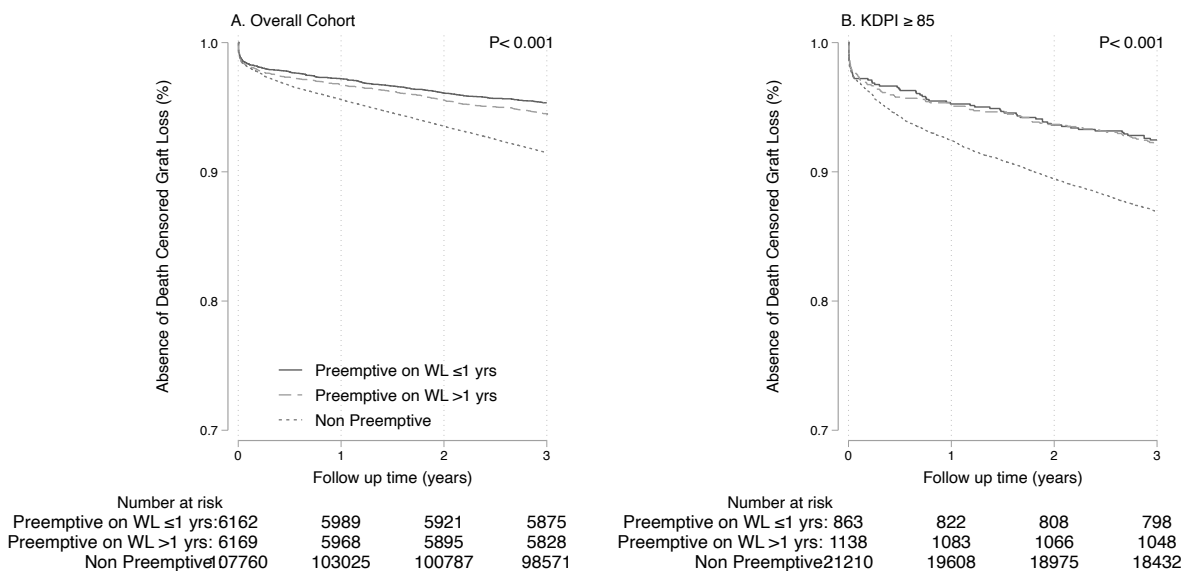 A. Overall Cohort
P< 0.001
Absence of Death Censored Graft Loss (%)
1.0
0.9
0.8
0.7
Preemptive on WL ≤1 yrs
Preemptive on WL >1 yrs
Non Preemptive
0 1 2 3
Follow up time (years)
Number at risk
Preemptive on WL ≤1 yrs: 6162 5989 5921 5875
Preemptive on WL >1 yrs: 6169 5968 5895 5828
Non Preemptive 107760 103025 100787 98571
B. KDPI ≥ 85
P< 0.001
Absence of Death Censored Graft Loss (%)
1.0
0.9
0.8
0.7
0 1 2 3
Follow up time (years)
Number at risk
Preemptive on WL ≤1 yrs: 863 822 808 798
Preemptive on WL >1 yrs: 1138 1083 1066 1048
Non Preemptive 21210 19608 18975 18432